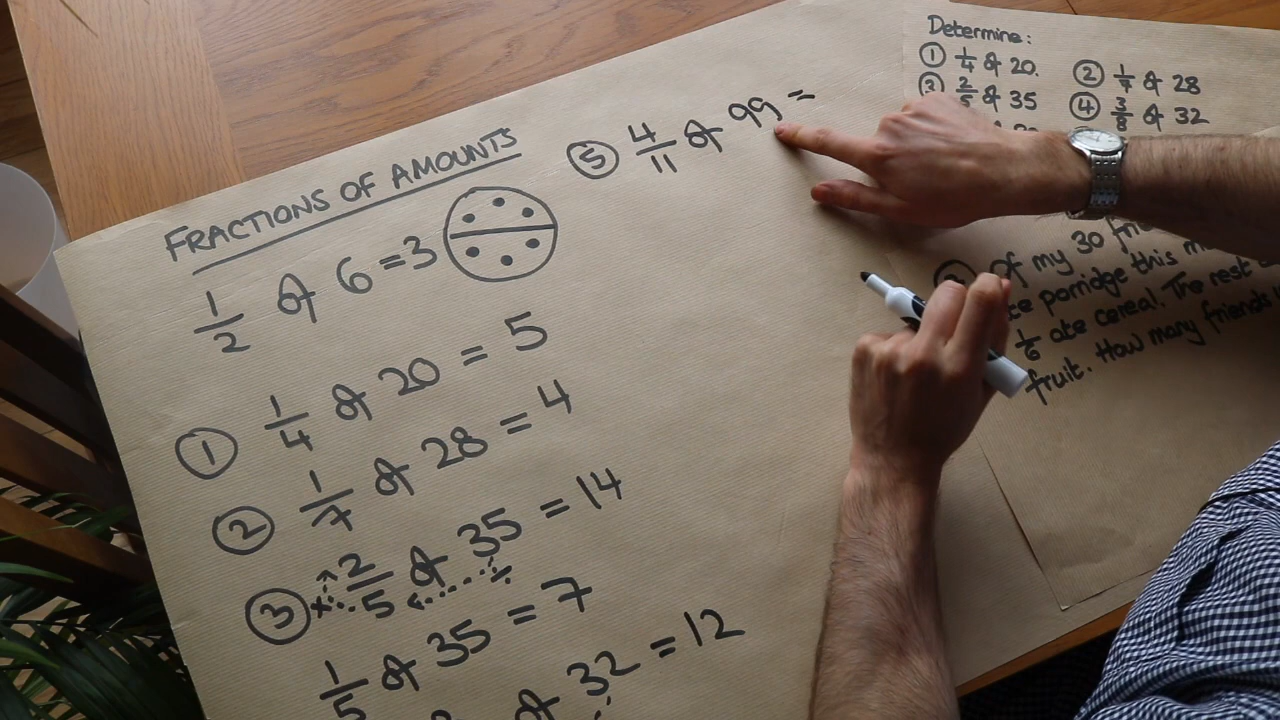 FRACTIONS OF AMOUNTS
1/2 of 6 = 3
① 1/4 of 20 = 5
② 1/7 of 28 = 4
③ 2/5 of 35 = 14
× ÷
1/5 of 35 = 7
of 32 = 12
⑤ 4/11 of 99 =
Determine:
① 1/4 of 20.
② 1/7 of 28
③ 2/5 of 35
④ 3/8 of 32
Of my 30
porridge this
1/6 ate cereal. The rest
fruit. How many friends